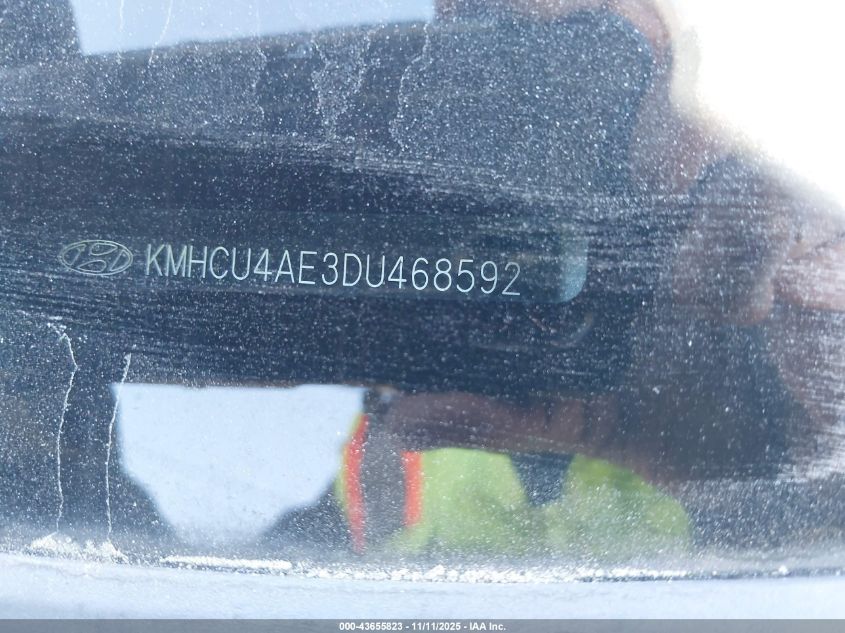 KMHCU4AE3DU468592
000-43655823 - 11/11/2025 - IAA Inc.